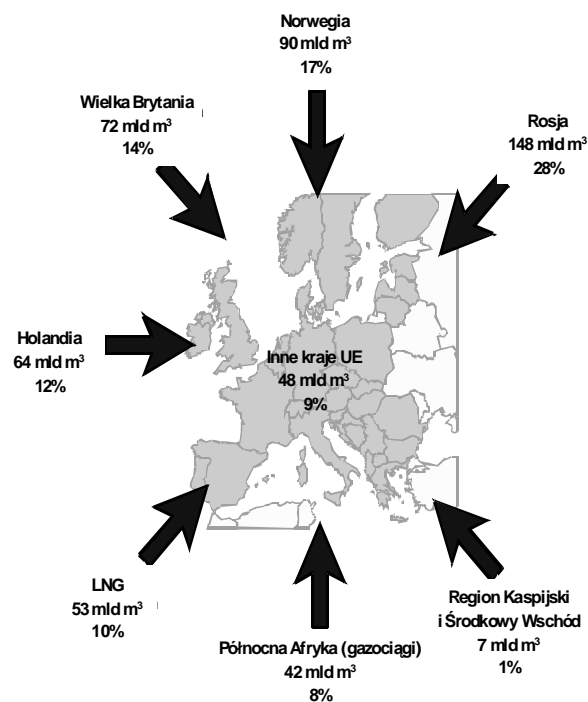 Norwegia
90 mld m³
17%
Wielka Brytania
72 mld m³
14%
Rosja
148 mld m³
28%
Holandia
64 mld m³
12%
Inne kraje UE
48 mld m³
9%
LNG
53 mld m³
10%
Północna Afryka (gazociągi)
42 mld m³
8%
Region Kaspijski
i Środkowy Wschód
7 mld m³
1%